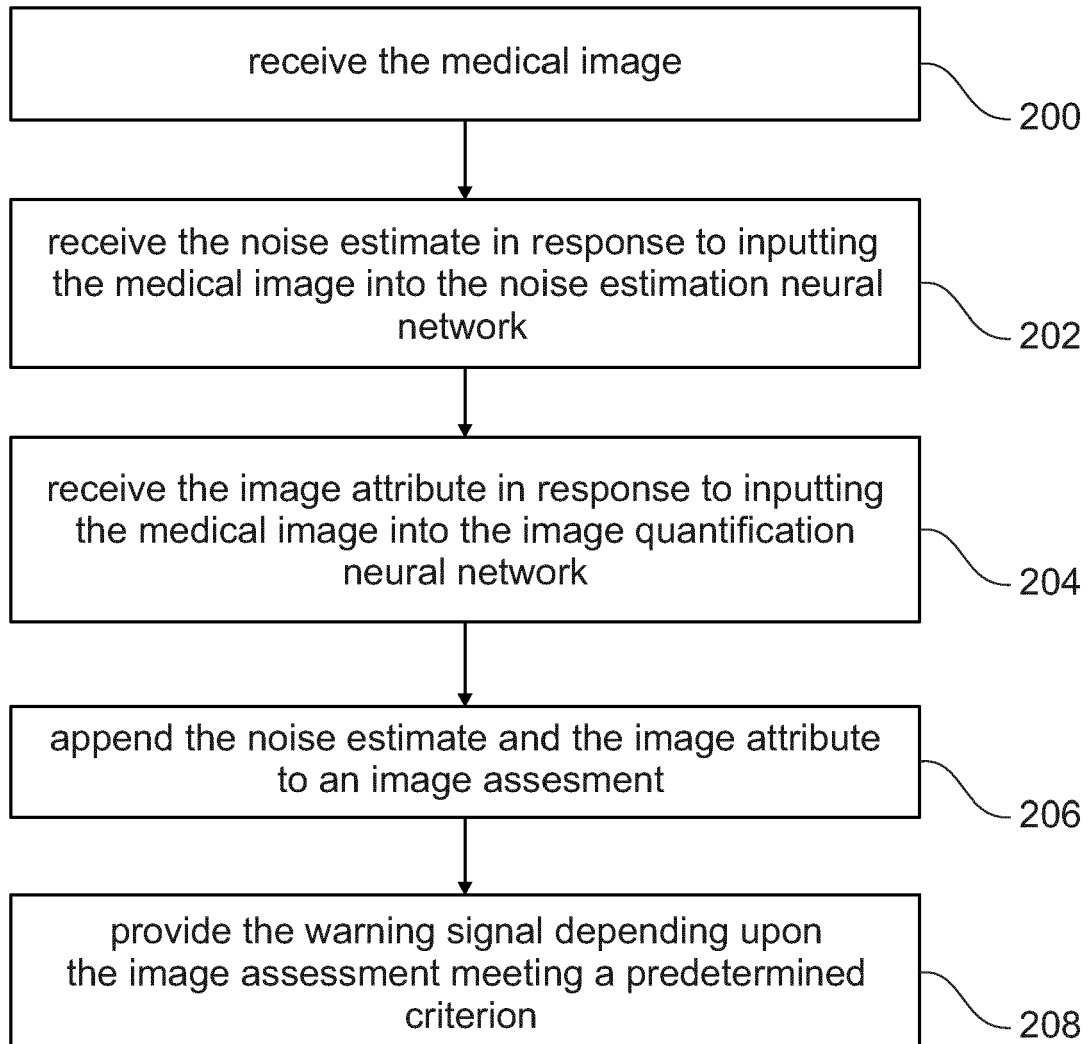 receive the medical image
200
receive the noise estimate in response to inputting
the medical image into the noise estimation neural
network
202
receive the image attribute in response to inputting
the medical image into the image quantification
neural network
204
append the noise estimate and the image attribute
to an image assesment
206
provide the warning signal depending upon
the image assessment meeting a predetermined
criterion
208